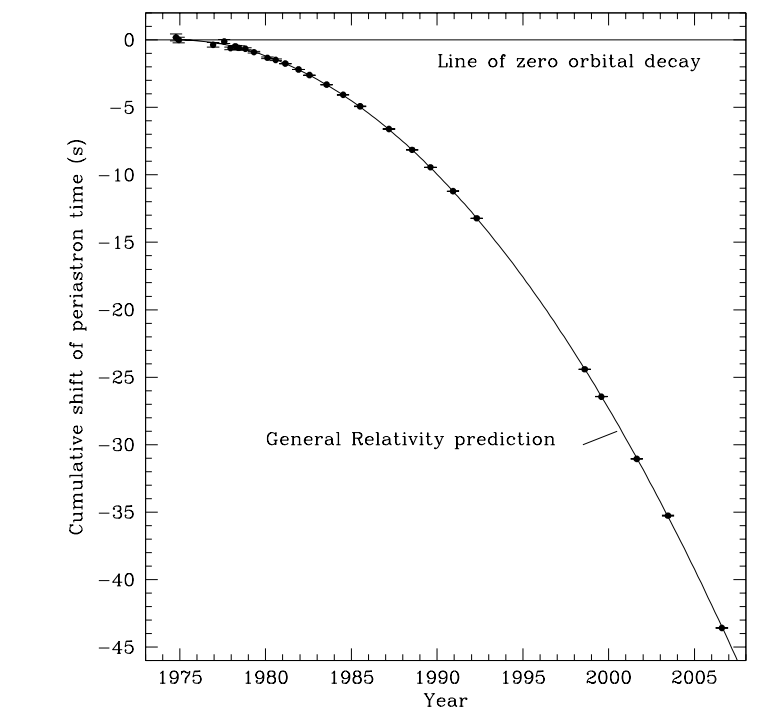 0
Line of zero orbital decay
−5
−10
−15
−20
−25
General Relativity prediction
−30
−35
−40
−45
Cumulative shift of periastron time (s)
1975 1980 1985 1990 1995 2000 2005
Year